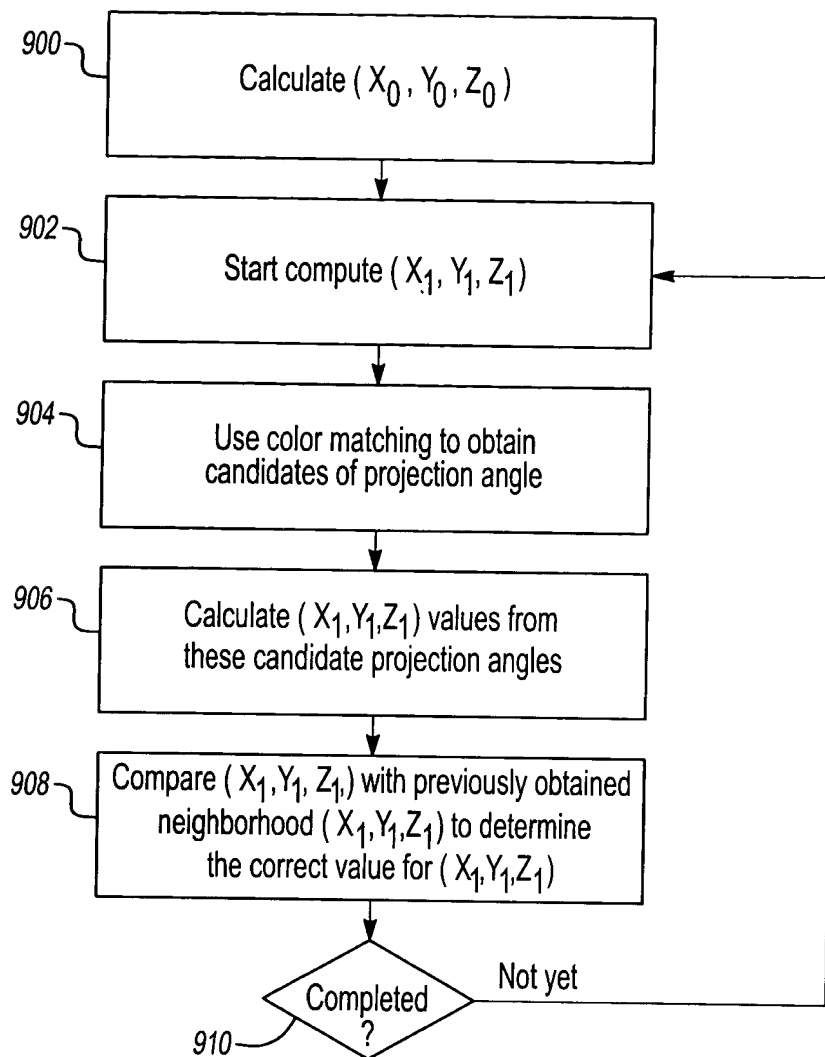 900
Calculate ( X0 , Y0 , Z0 )
902
Start compute ( X1, Y1, Z1 )
904
Use color matching to obtain
candidates of projection angle
906
Calculate ( X1,Y1,Z1 ) values from
these candidate projection angles
908
Compare ( X1,Y1, Z1,) with previously obtained
neighborhood ( X1,Y1,Z1 ) to determine
the correct value for ( X1,Y1,Z1 )
Completed
?
Not yet
910